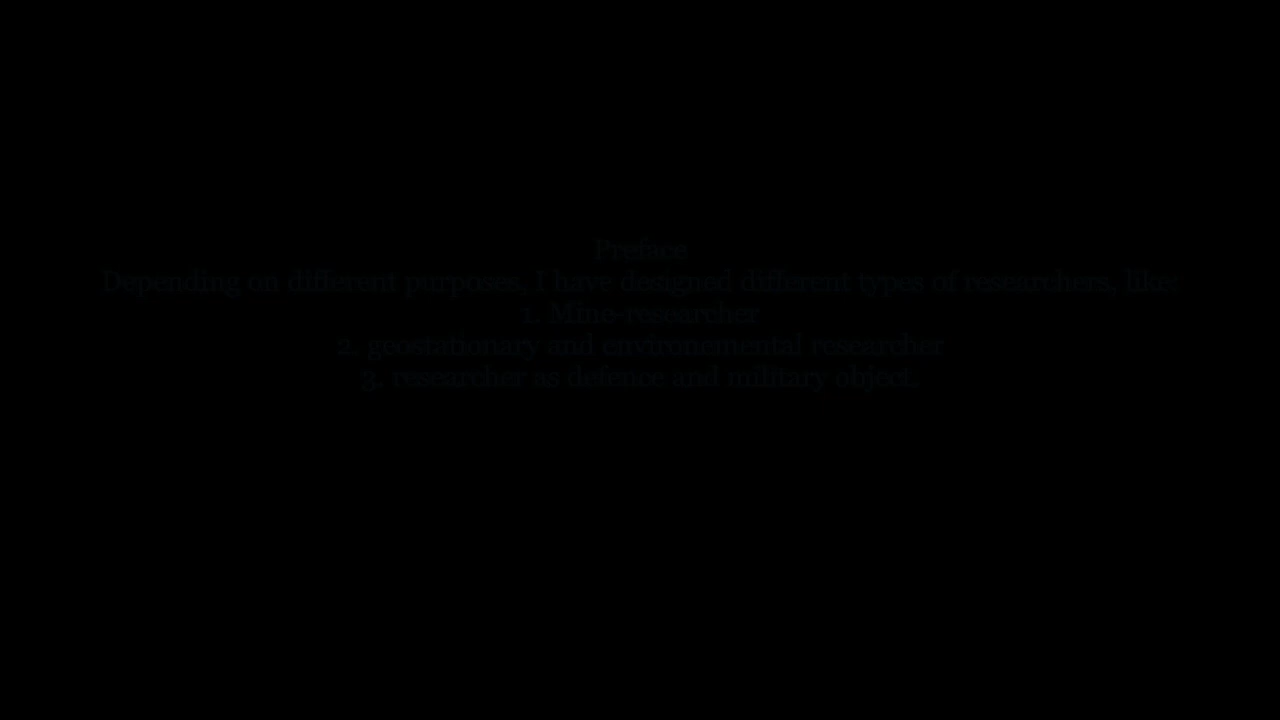 Preface
Depending on different purposes, I have designed different types of researchers, like:
1. Mine-researcher
2. geostationary and environemental researcher
3. researcher as defence and military object.